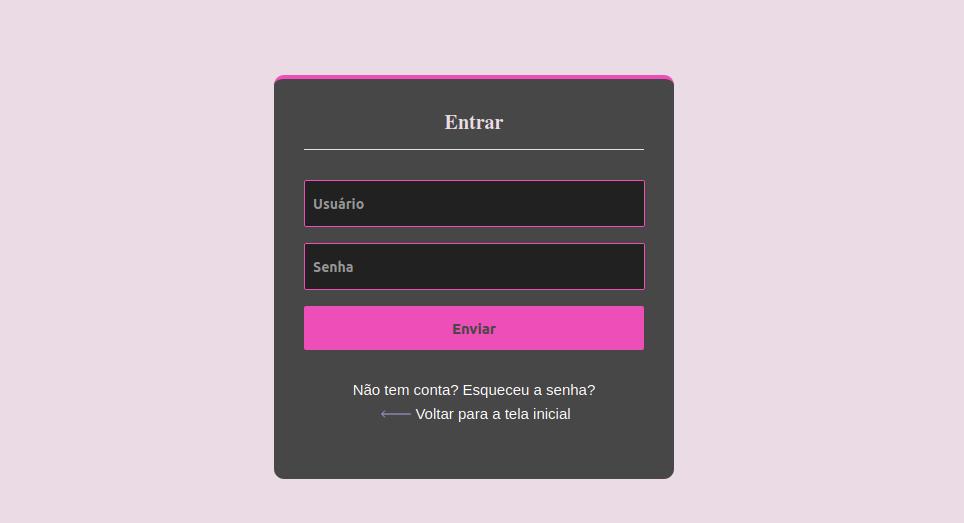 Entrar
Usuário
Senha
Enviar
Não tem conta? Esqueceu a senha?
Voltar para a tela inicial